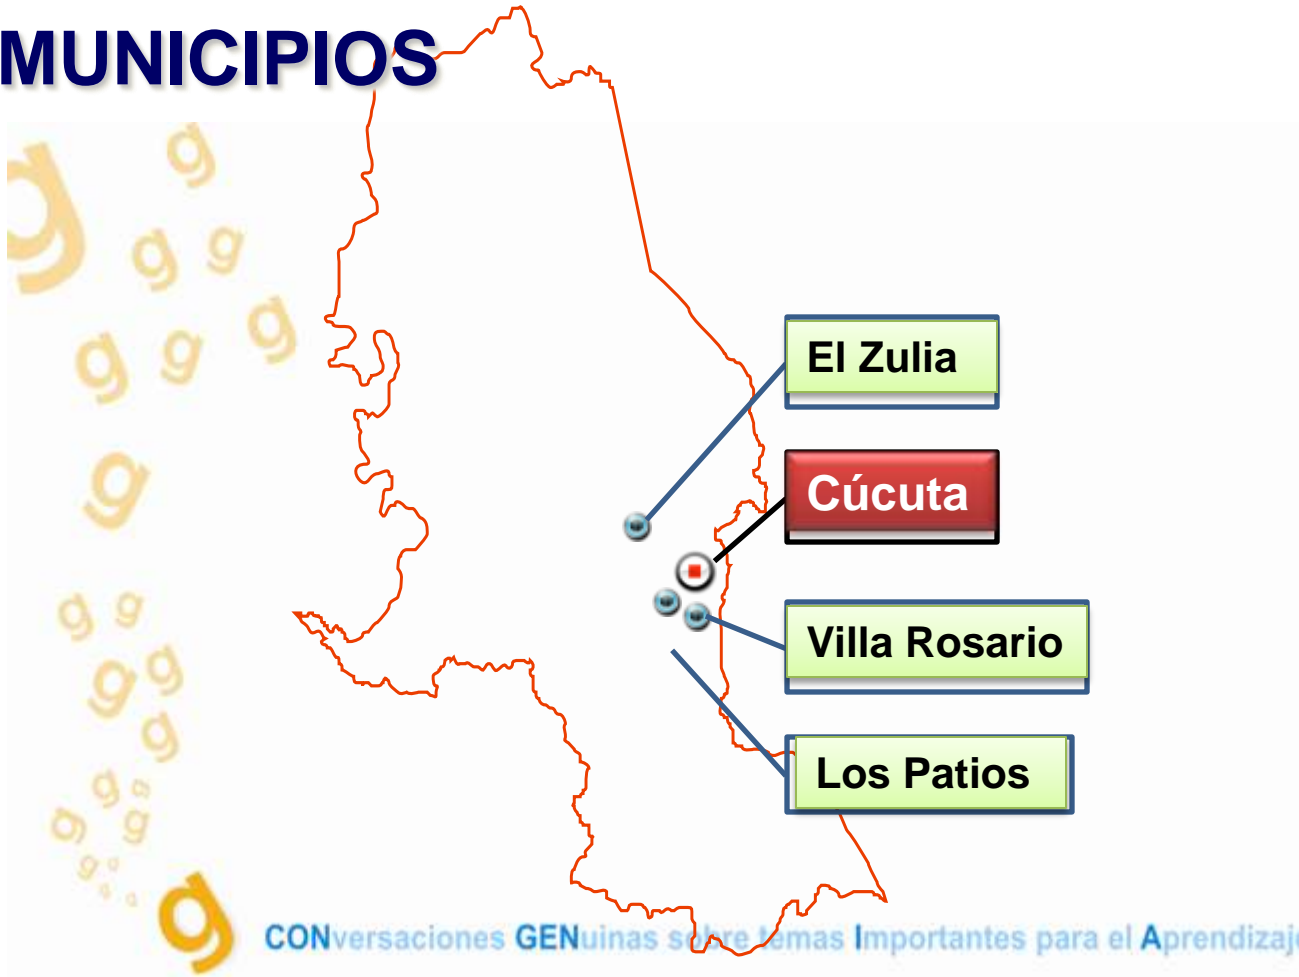 MUNICIPIOS
El Zulia
Cúcuta
Villa Rosario
Los Patios
CONversaciones GENuinas sobre temas Importantes para el Aprendizaje